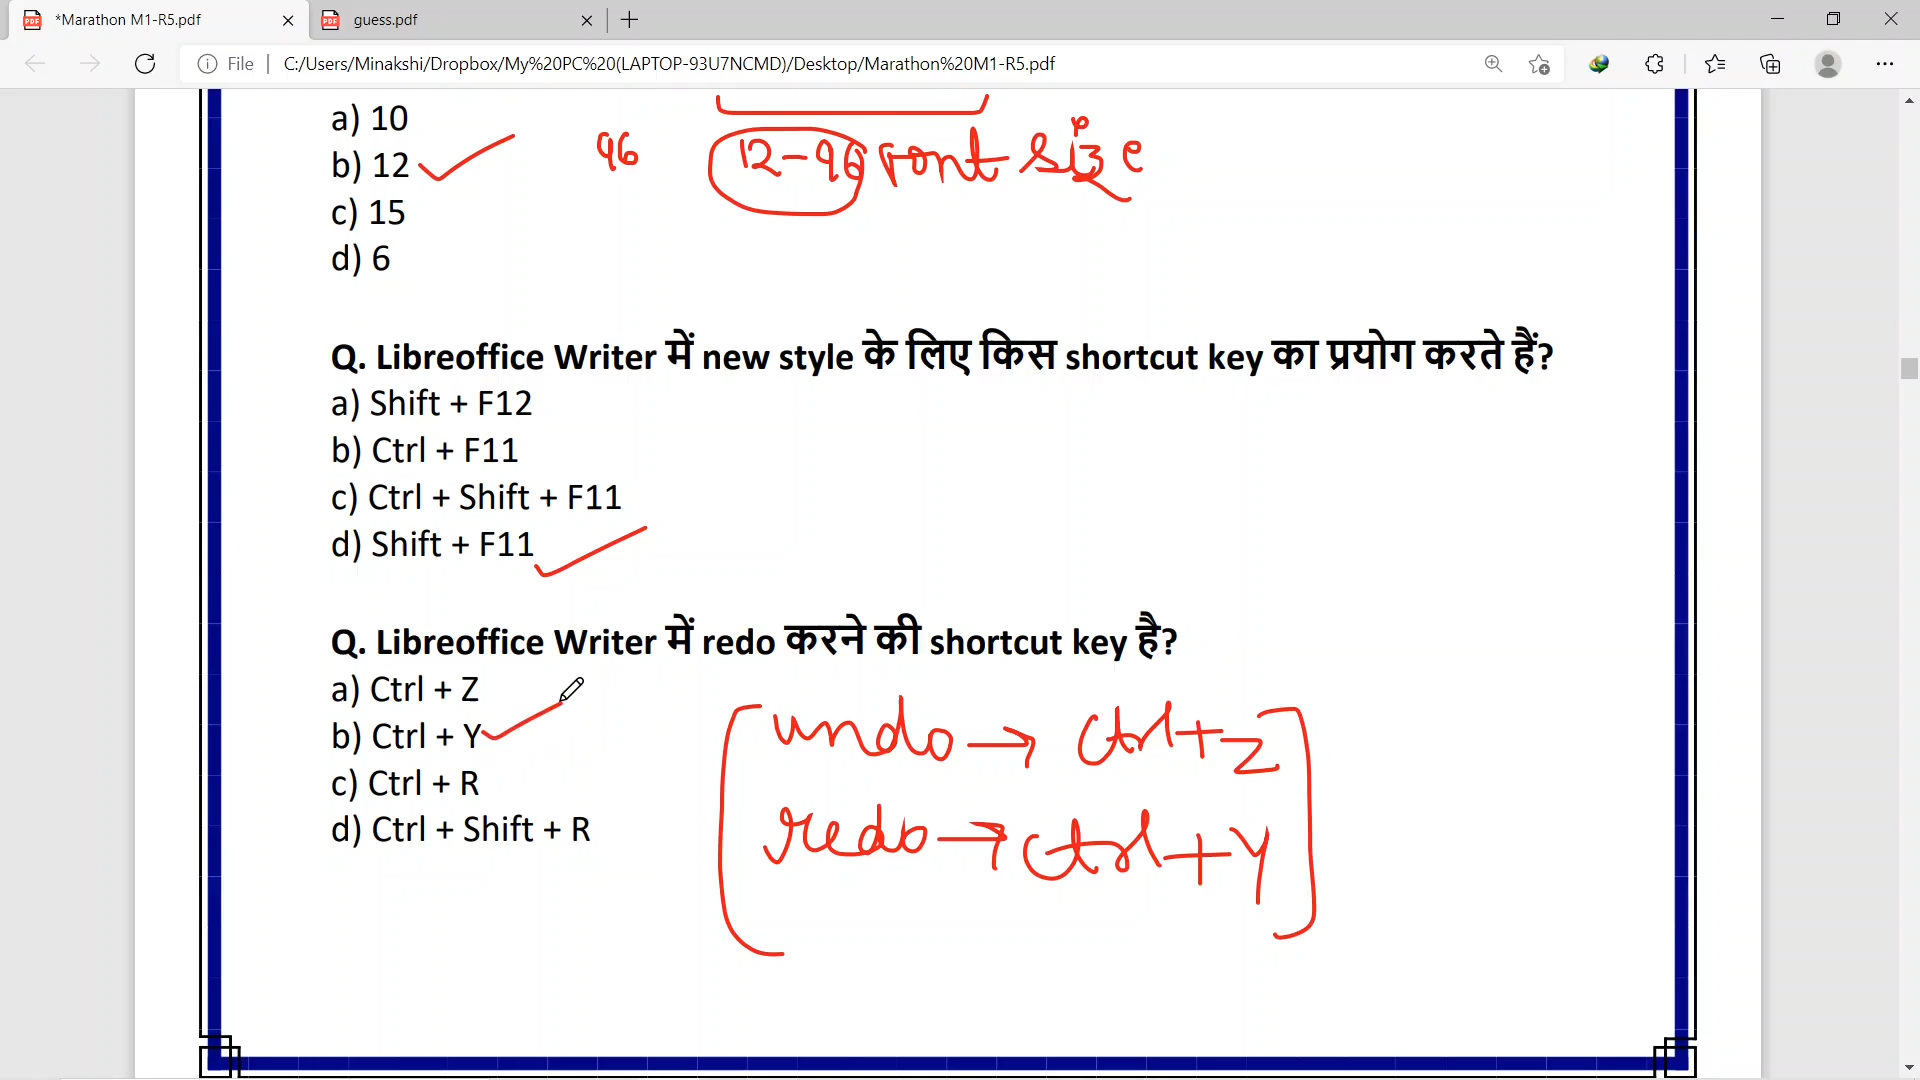 *Marathon M1-R5.pdf
guess.pdf
File
C:/Users/Minakshi/Dropbox/My%20PC%20(LAPTOP-93U7NCMD)/Desktop/Marathon%20M1-R5.pdf
a) 10
b) 12
96
12-96 font size
c) 15
d) 6
Q. Libreoffice Writer में new style के लिए किस shortcut key का प्रयोग करते हैं?
a) Shift + F12
b) Ctrl + F11
c) Ctrl + Shift + F11
d) Shift + F11
Q. Libreoffice Writer में redo करने की shortcut key है?
a) Ctrl + Z
b) Ctrl + Y
c) Ctrl + R
d) Ctrl + Shift + R
undo → Ctrl+Z
redo → Ctrl+Y